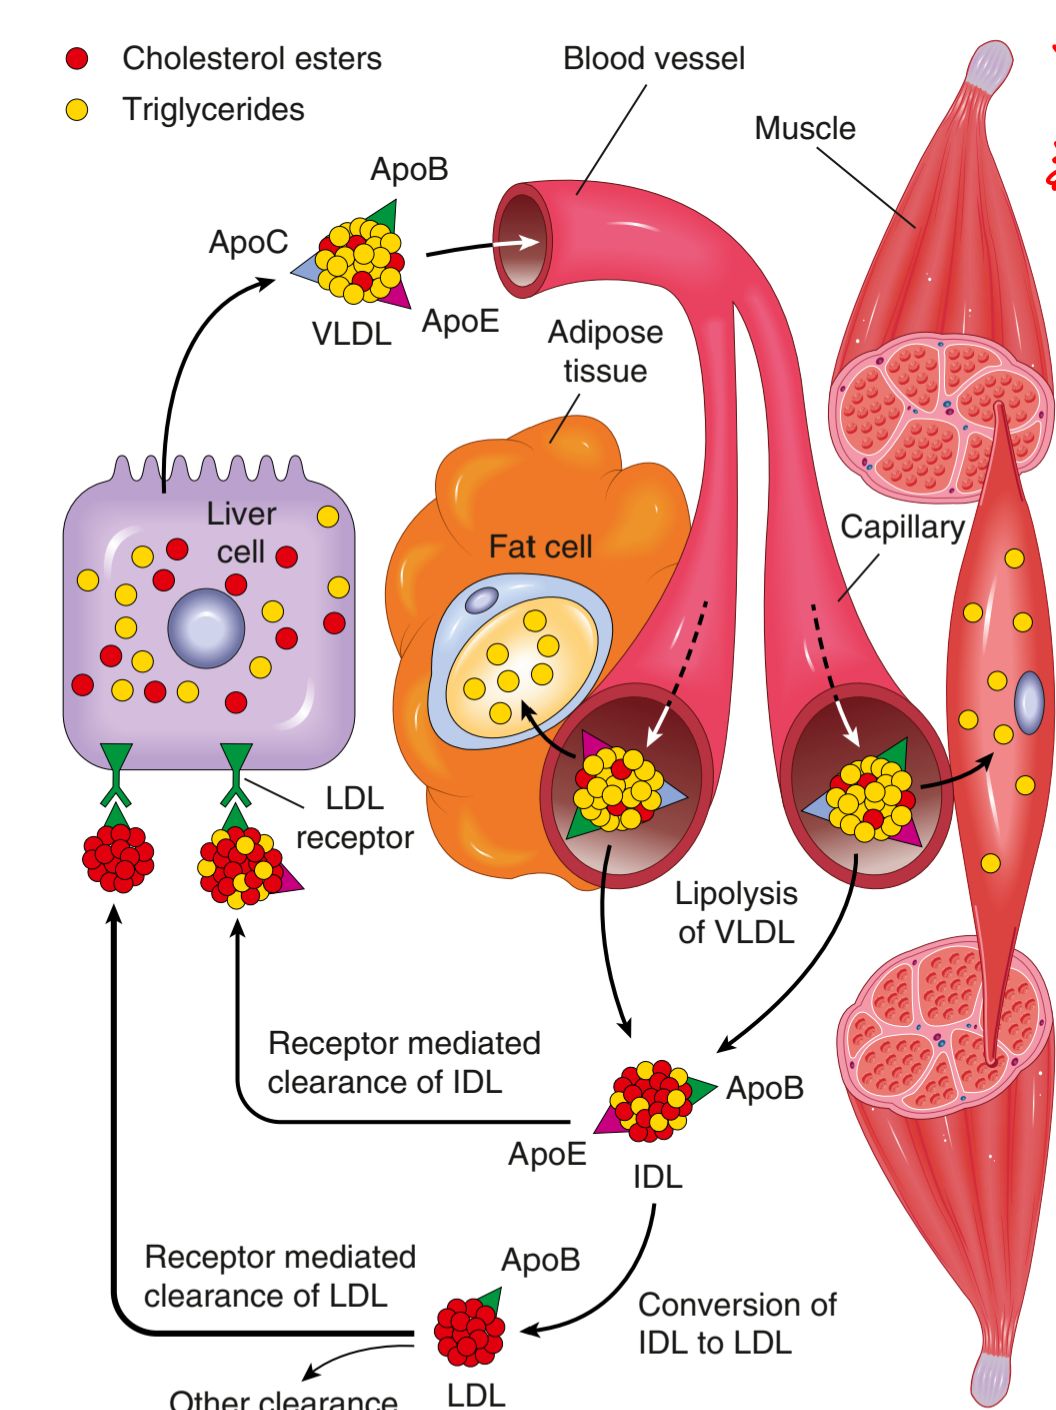 Cholesterol esters
Triglycerides
Blood vessel
Muscle
ApoB
ApoC
ApoE
VLDL
Adipose
tissue
Liver
cell
Fat cell
Capillary
LDL
receptor
Lipolysis
of VLDL
Receptor mediated
clearance of IDL
ApoB
ApoE
IDL
Receptor mediated
clearance of LDL
ApoB
Conversion of
IDL to LDL
LDL
Other clearance